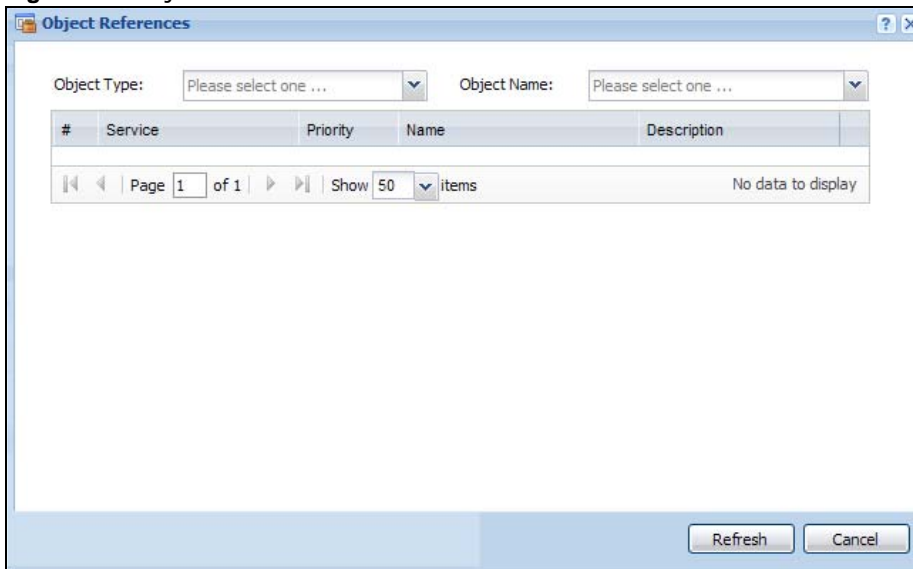 Object References
?
Object Type: Please select one ... Object Name: Please select one ...
# Service Priority Name Description
Page 1 of 1 Show 50 items No data to display
Refresh Cancel